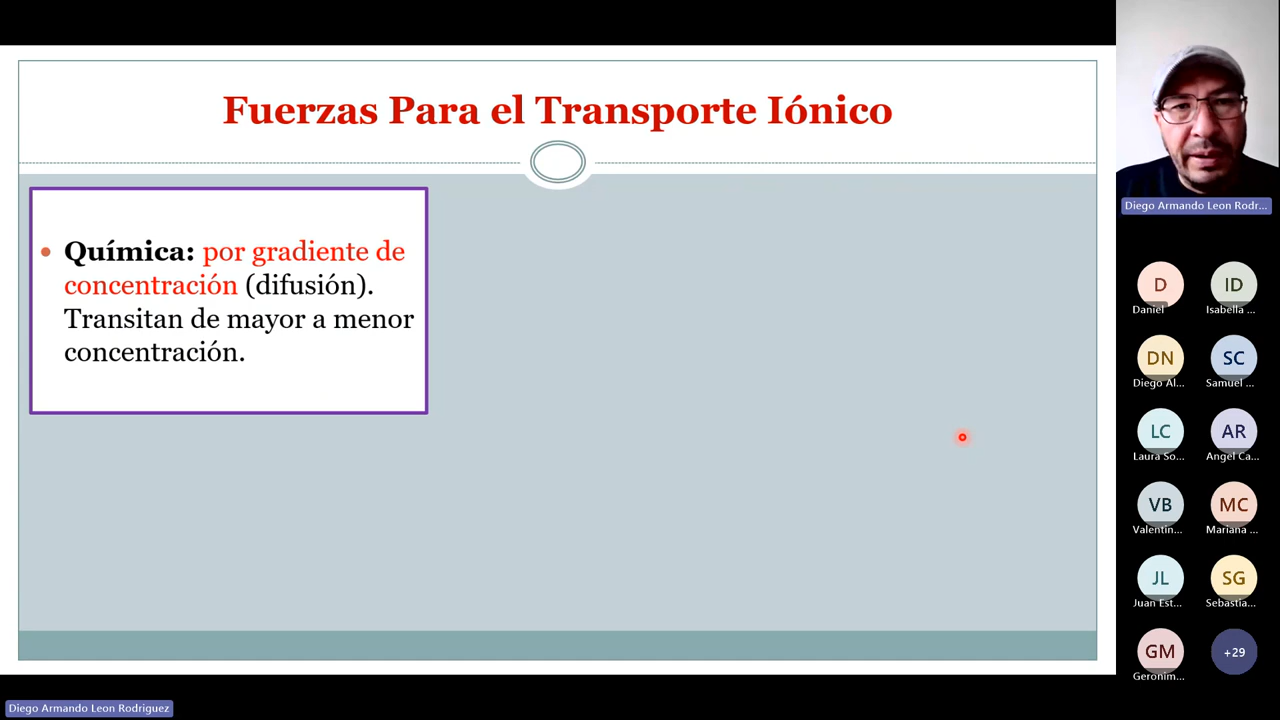 Fuerzas Para el Transporte Iónico
• Química: por gradiente de
concentración (difusión).
Transitan de mayor a menor
concentración.
Diego Armando Leon Rodr...
D
ID
Daniel
Isabella ...
DN
SC
Diego Al...
Samuel ...
LC
AR
Laura So...
Angel Ca...
VB
MC
Valentin...
Mariana ...
JL
SG
Juan Est...
Sebastia...
GM
+29
Geronim...
Diego Armando Leon Rodriguez